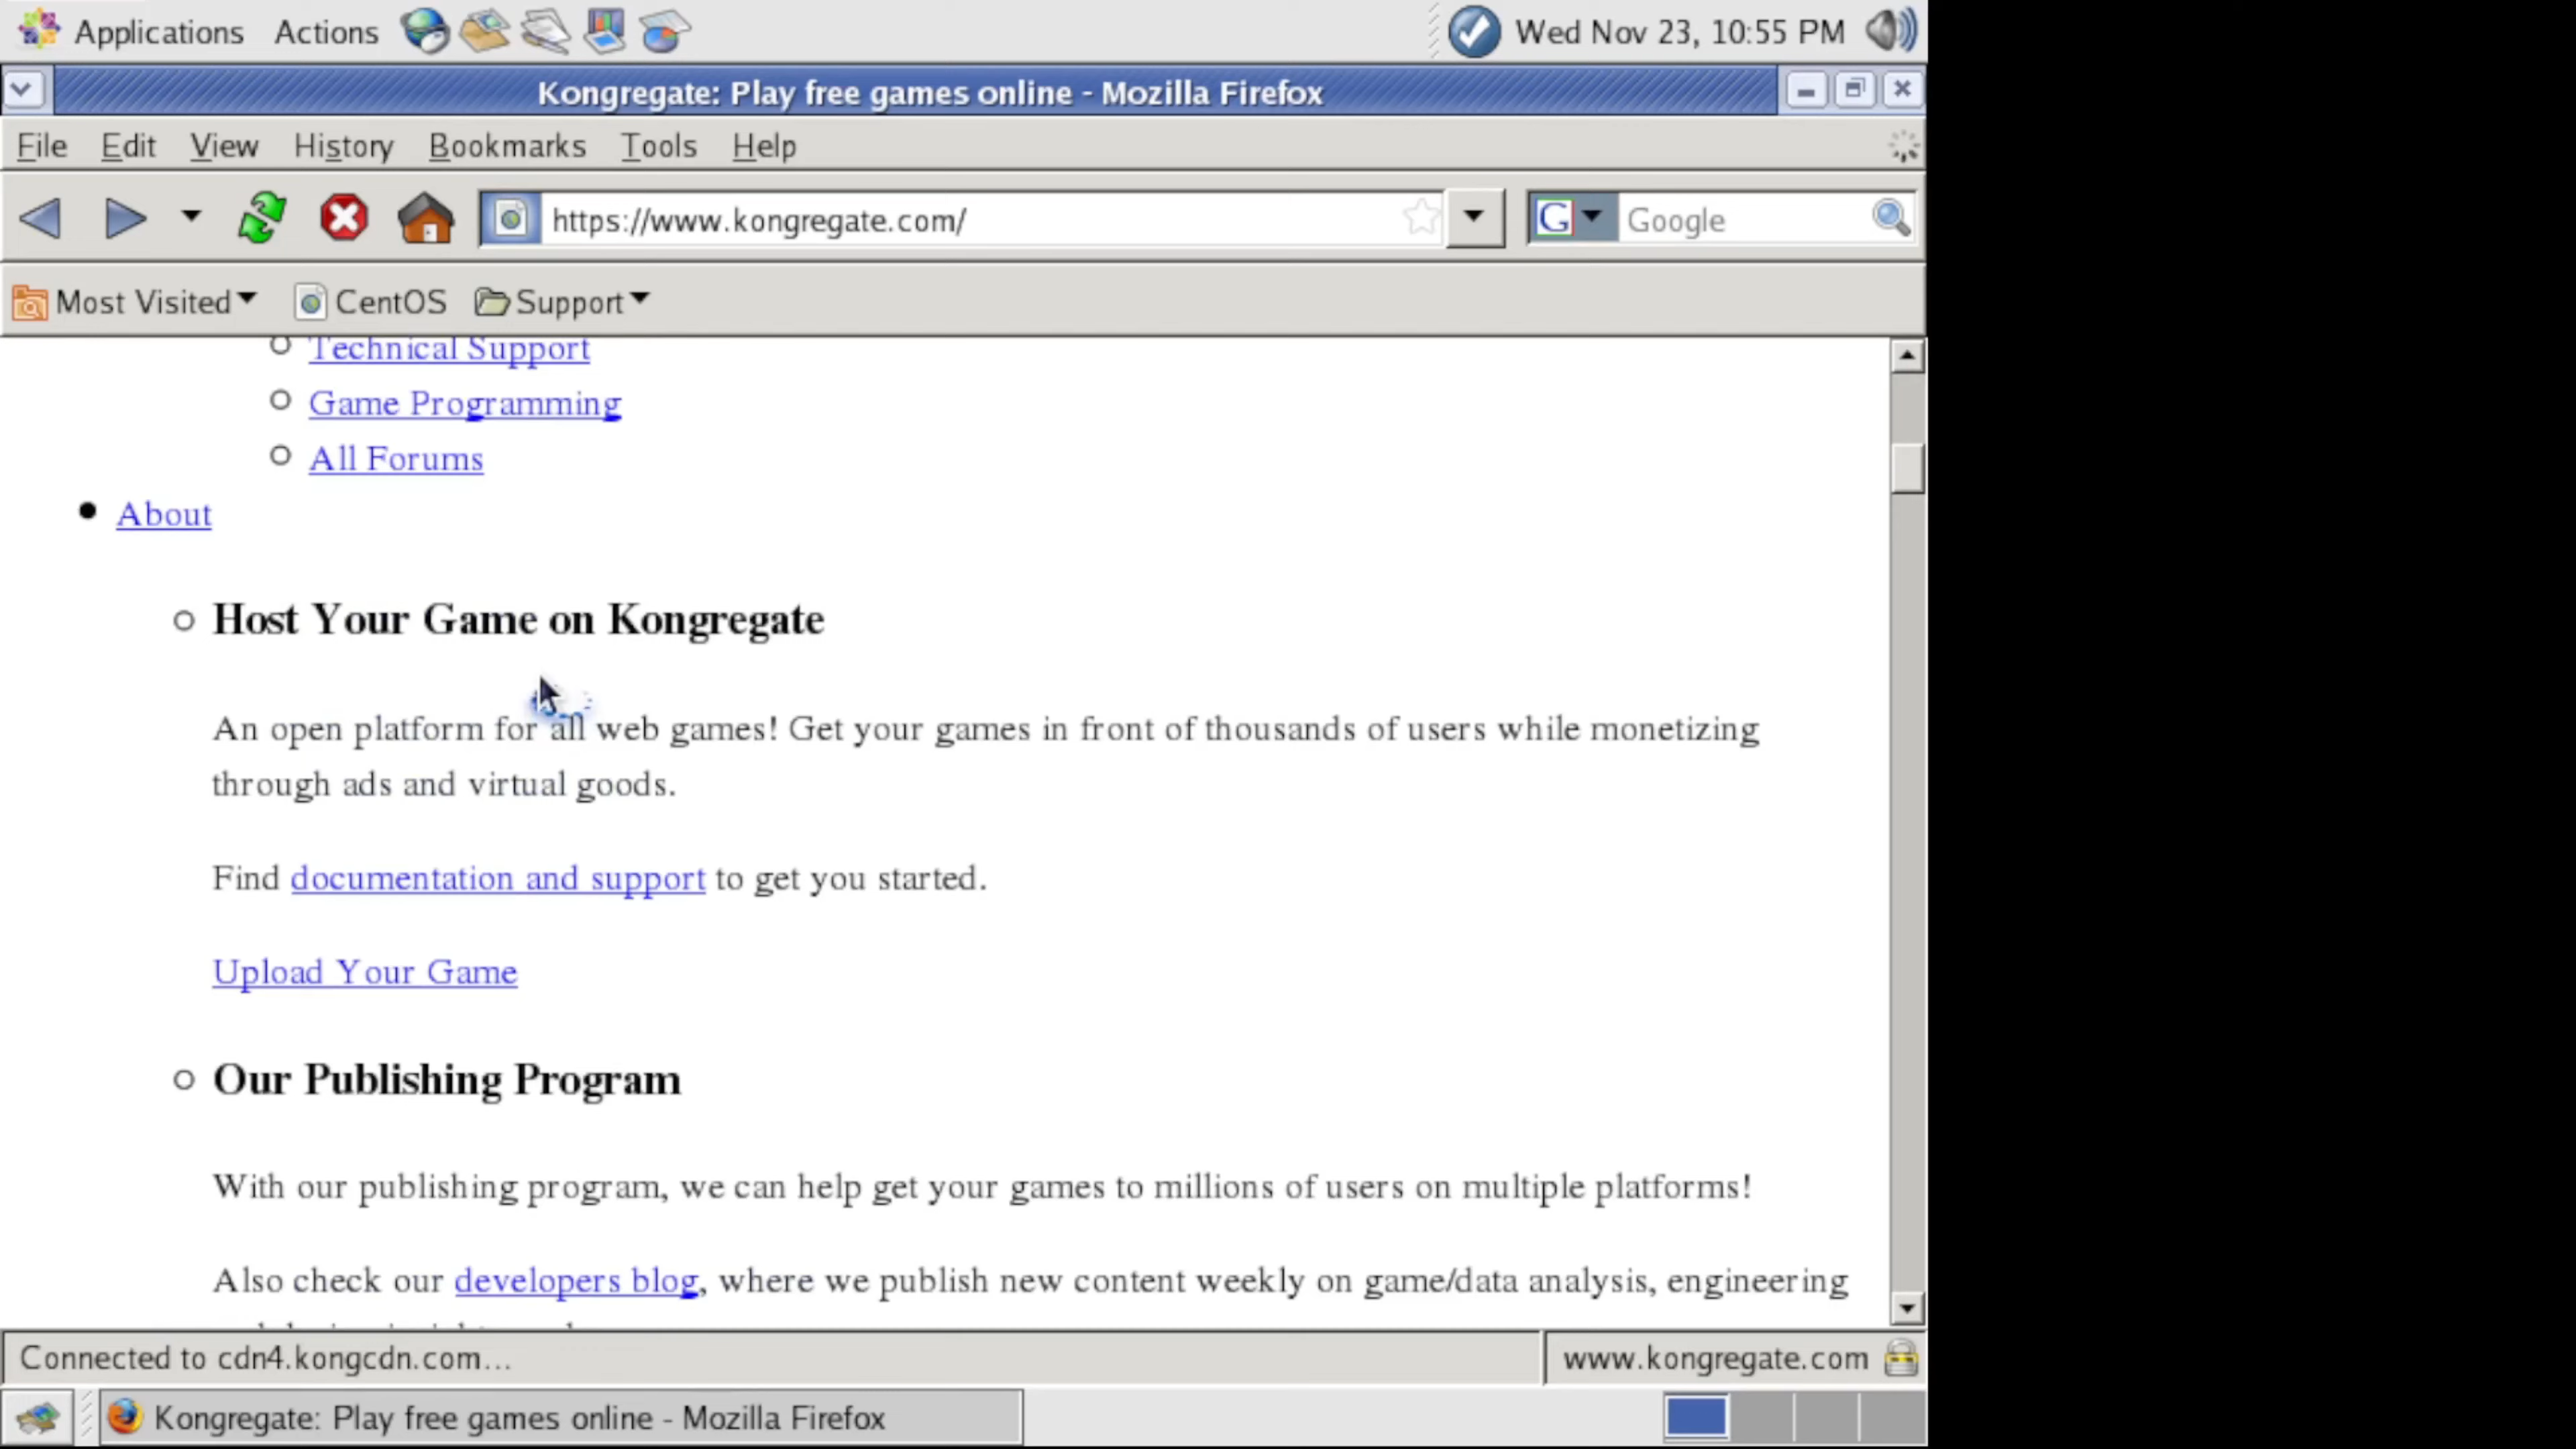 Applications Actions Wed Nov 23, 10:55 PM
Kongregate: Play free games online - Mozilla Firefox
File Edit View History Bookmarks Tools Help
https://www.kongregate.com/ G Google
Most Visited CentOS Support
Technical Support
Game Programming
All Forums
About
Host Your Game on Kongregate
An open platform for all web games! Get your games in front of thousands of users while monetizing
through ads and virtual goods.
Find documentation and support to get you started.
Upload Your Game
Our Publishing Program
With our publishing program, we can help get your games to millions of users on multiple platforms!
Also check our developers blog, where we publish new content weekly on game/data analysis, engineering
Connected to cdn4.kongcdn.com... www.kongregate.com
Kongregate: Play free games online - Mozilla Firefox